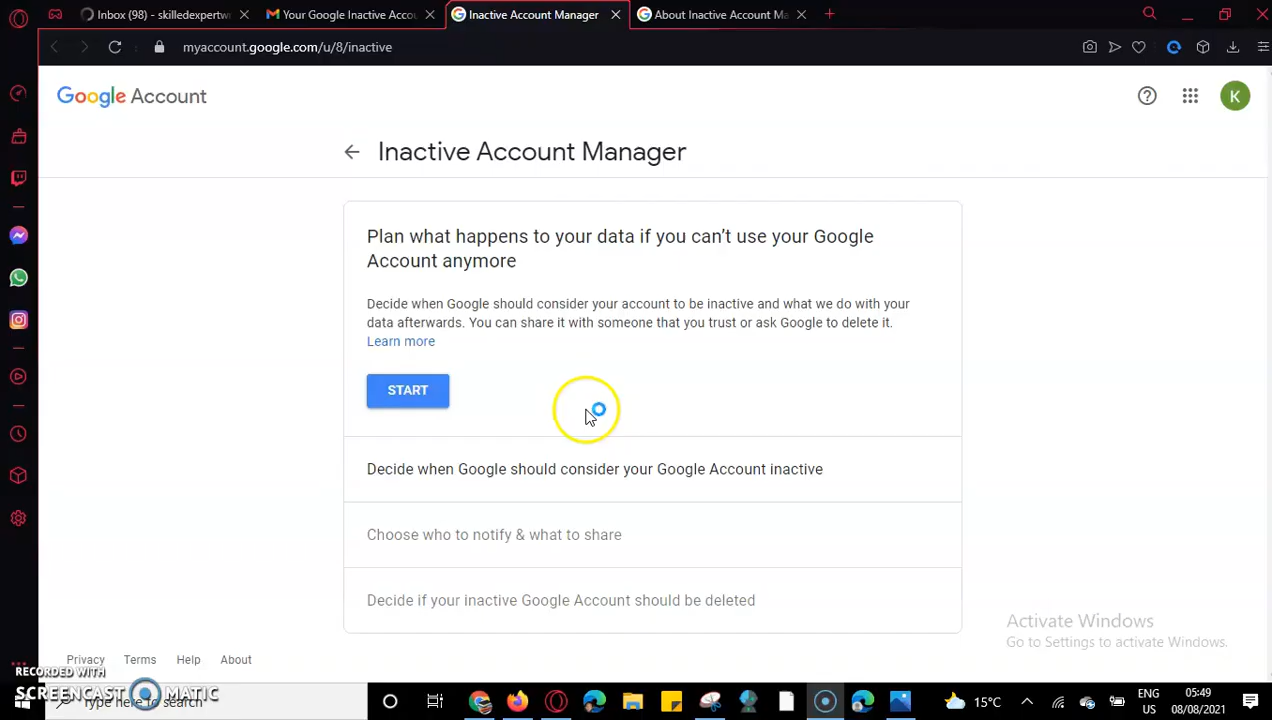 Inbox (98) - skilledexpertw
Your Google Inactive Accou
Inactive Account Manager
About Inactive Account Ma
myaccount.google.com/u/8/inactive
Google Account
K
Inactive Account Manager
Plan what happens to your data if you can't use your Google
Account anymore
Decide when Google should consider your account to be inactive and what we do with your
data afterwards. You can share it with someone that you trust or ask Google to delete it.
Learn more
START
Decide when Google should consider your Google Account inactive
Choose who to notify & what to share
Decide if your inactive Google Account should be deleted
Activate Windows
Go to Settings to activate Windows.
Privacy
Terms
Help
About
RECORDED WITH
SCREENCAST MATIC
Type here to search
15°C
ENG
US
05:49
08/08/2021